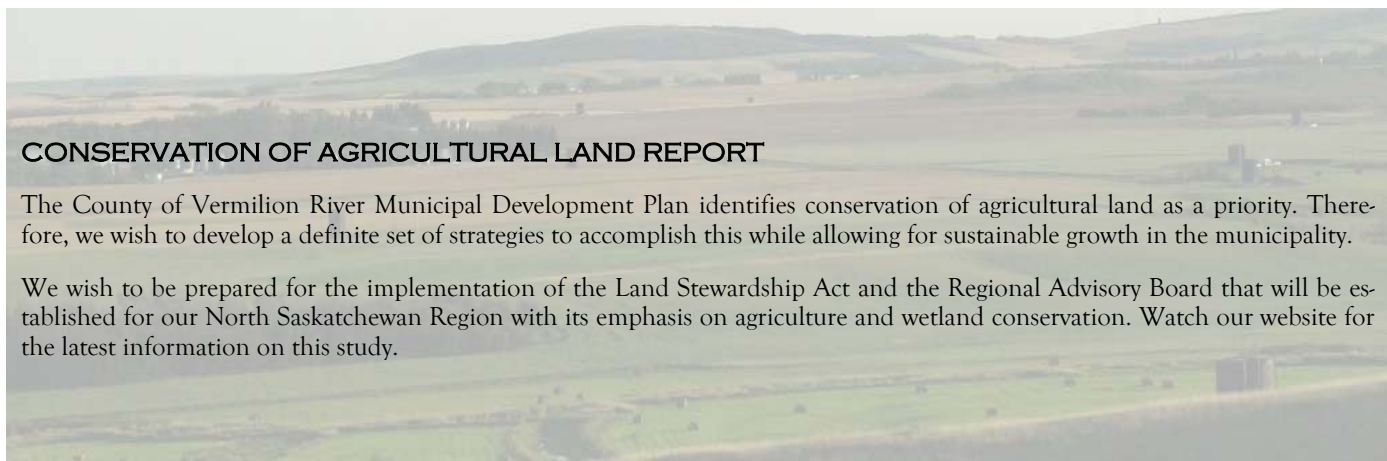 CONSERVATION OF AGRICULTURAL LAND REPORT
The County of Vermilion River Municipal Development Plan identifies conservation of agricultural land as a priority. There-
fore, we wish to develop a definite set of strategies to accomplish this while allowing for sustainable growth in the municipality.
We wish to be prepared for the implementation of the Land Stewardship Act and the Regional Advisory Board that will be es-
tablished for our North Saskatchewan Region with its emphasis on agriculture and wetland conservation. Watch our website for
the latest information on this study.